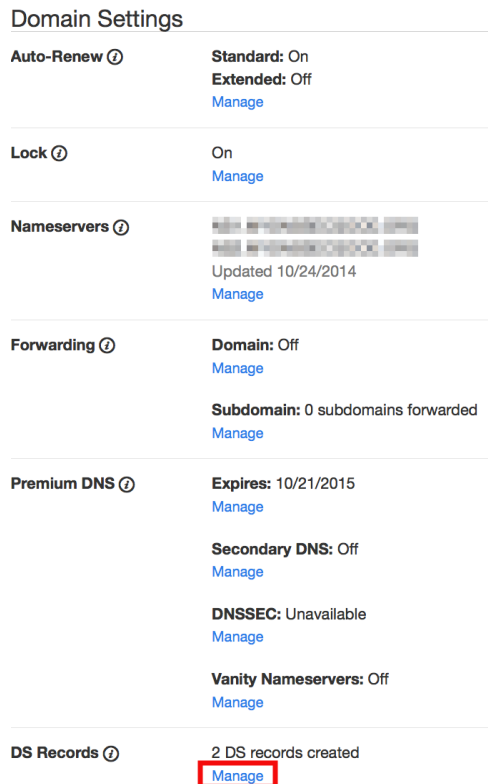 Domain Settings
Auto-Renew
Standard: On
Extended: Off
Manage
Lock
On
Manage
Nameservers
Updated 10/24/2014
Manage
Forwarding
Domain: Off
Manage
Subdomain: 0 subdomains forwarded
Manage
Premium DNS
Expires: 10/21/2015
Manage
Secondary DNS: Off
Manage
DNSSEC: Unavailable
Manage
Vanity Nameservers: Off
Manage
DS Records
2 DS records created
Manage